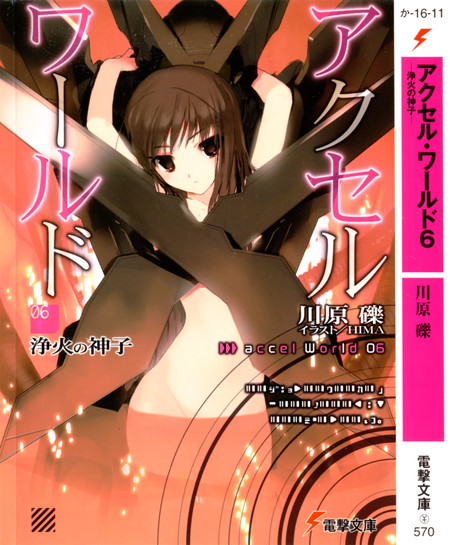 アクセル
ワールド
06
浄火の神子
川原 礫
イラスト/HIMA
accel World 06
電撃文庫
か-16-11
アクセル・ワールド6
―浄火の神子―
川原 礫
電撃文庫
¥
570